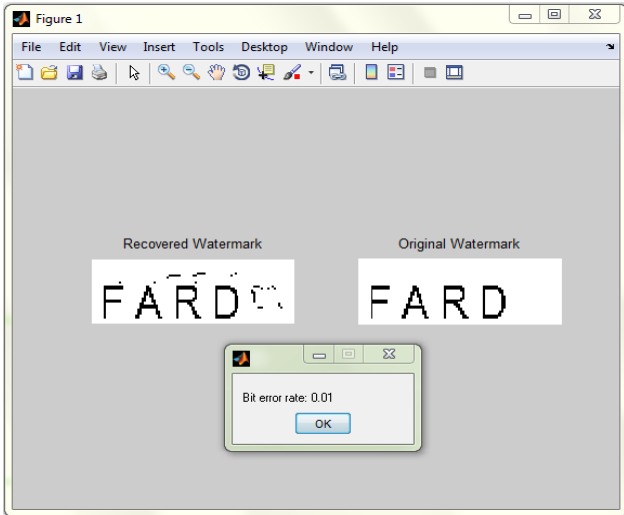 Figure 1
File Edit View Insert Tools Desktop Window Help
Recovered Watermark
Original Watermark
FARD
FARD
Bit error rate: 0.01
OK